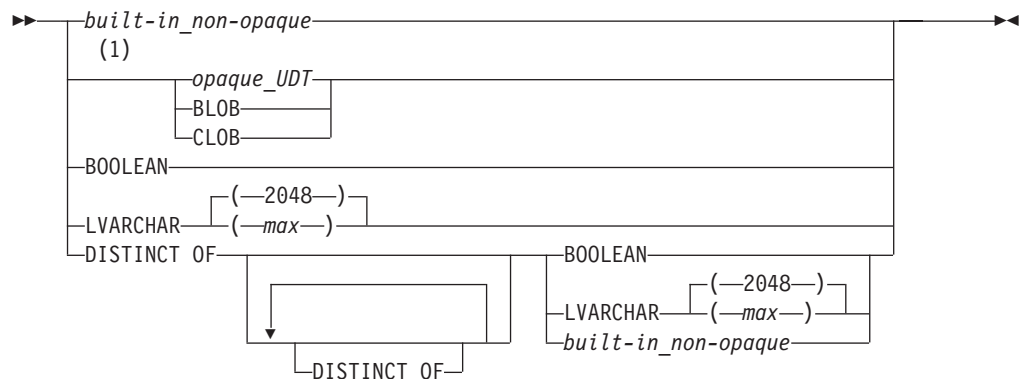 built-in_non-opaque
(1)
opaque_UDT
BLOB
CLOB
BOOLEAN
( 2048 )
LVARCHAR ( max )
DISTINCT OF BOOLEAN
( 2048 )
LVARCHAR ( max )
built-in_non-opaque
DISTINCT OF